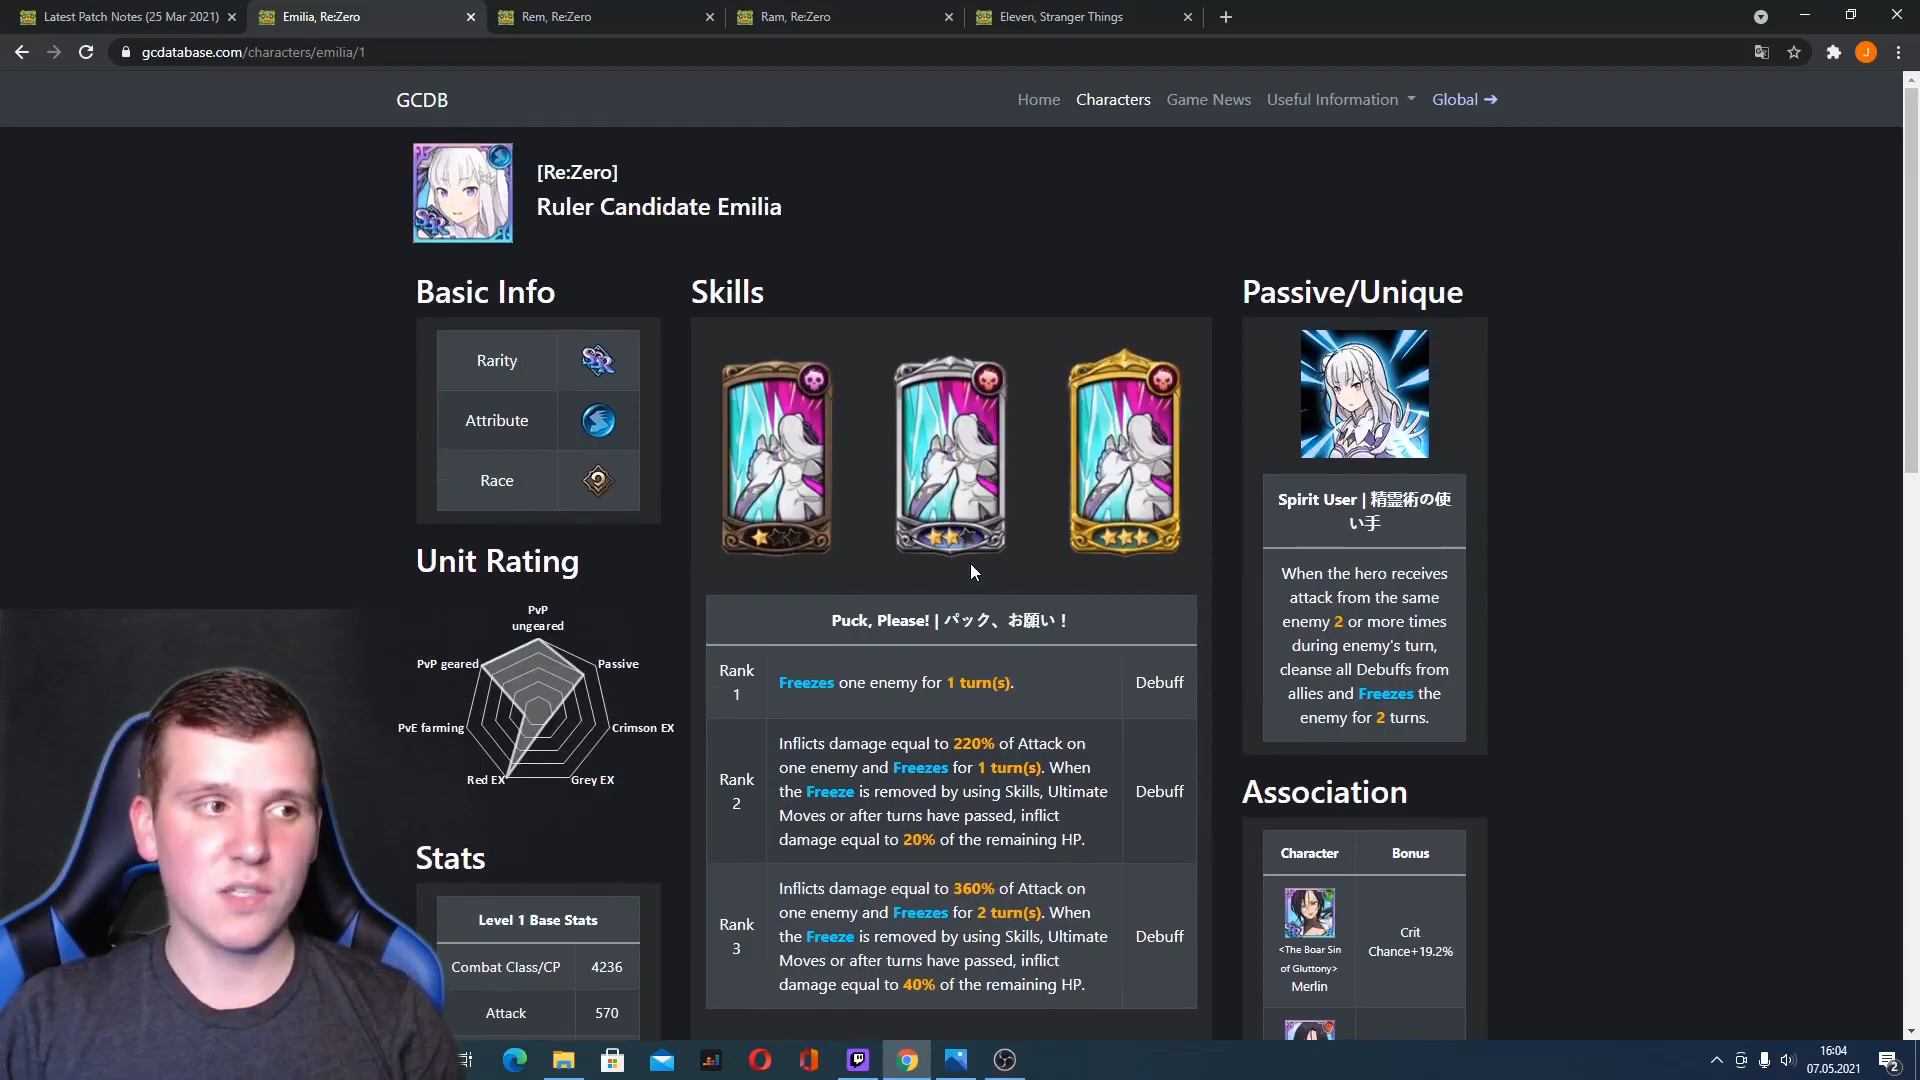 Latest Patch Notes (25 Mar 2021)
Emilia, Re:Zero
Rem, Re:Zero
Ram, Re:Zero
Eleven, Stranger Things
gcdatabase.com/characters/emilia/1
J
GCDB
Home
Characters
Game News
Useful Information
Global
[Re:Zero]
Ruler Candidate Emilia
Basic Info
Rarity
SSR
Attribute
Race
Unit Rating
PvP
ungeared
PvP geared
Passive
PvE farming
Crimson EX
Red EX
Grey EX
Stats
Level 1 Base Stats
Combat Class/CP
4236
Attack
570
Skills
Puck, Please! | パック、お願い！
Rank
1
Freezes one enemy for 1 turn(s).
Debuff
Rank
2
Inflicts damage equal to 220% of Attack on
one enemy and Freezes for 1 turn(s). When
the Freeze is removed by using Skills, Ultimate
Moves or after turns have passed, inflict
damage equal to 20% of the remaining HP.
Debuff
Rank
3
Inflicts damage equal to 360% of Attack on
one enemy and Freezes for 2 turn(s). When
the Freeze is removed by using Skills, Ultimate
Moves or after turns have passed, inflict
damage equal to 40% of the remaining HP.
Debuff
Passive/Unique
Spirit User | 精霊術の使
い手
When the hero receives
attack from the same
enemy 2 or more times
during enemy's turn,
cleanse all Debuffs from
allies and Freezes the
enemy for 2 turns.
Association
Character
Bonus
<The Boar Sin
of Gluttony>
Merlin
Crit
Chance+19.2%
16:04
07.05.2021
2